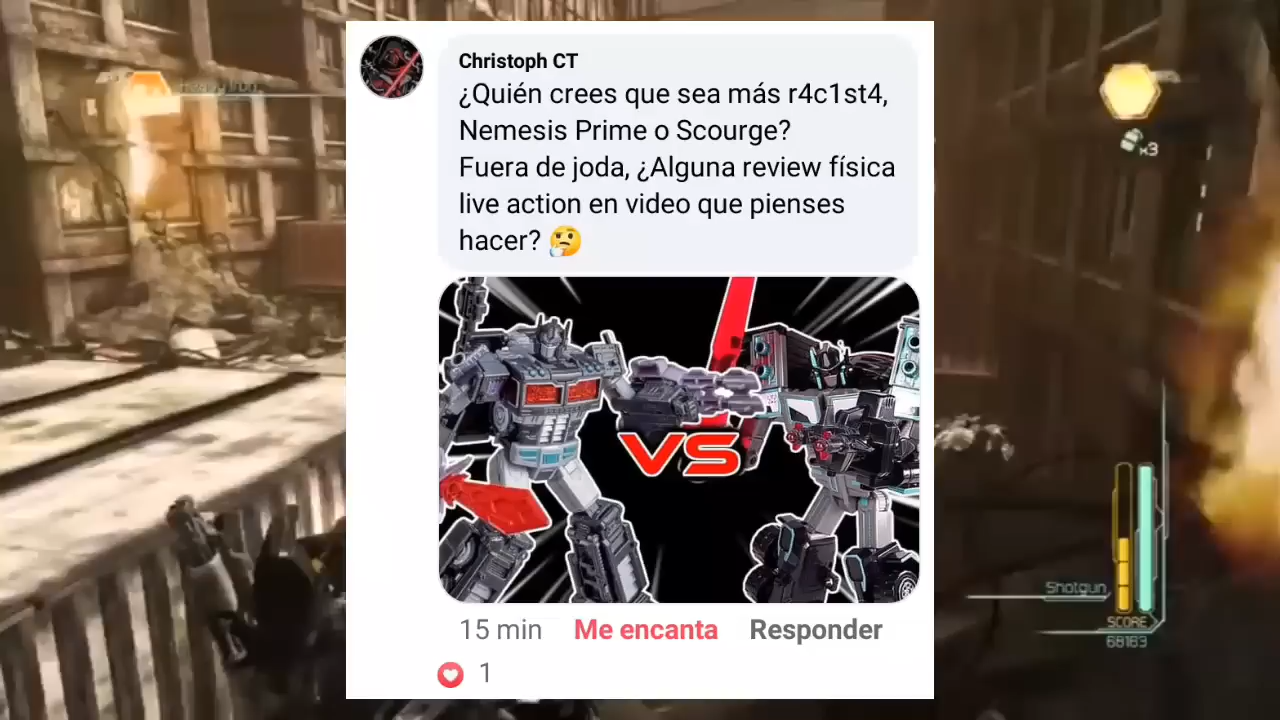 Christoph CT
¿Quién crees que sea más r4c1st4,
Nemesis Prime o Scourge?
Fuera de joda, ¿Alguna review física
live action en video que pienses
hacer? 🤔
VS
15 min Me encanta Responder
1
x3
Shotgun
SCORE
68163